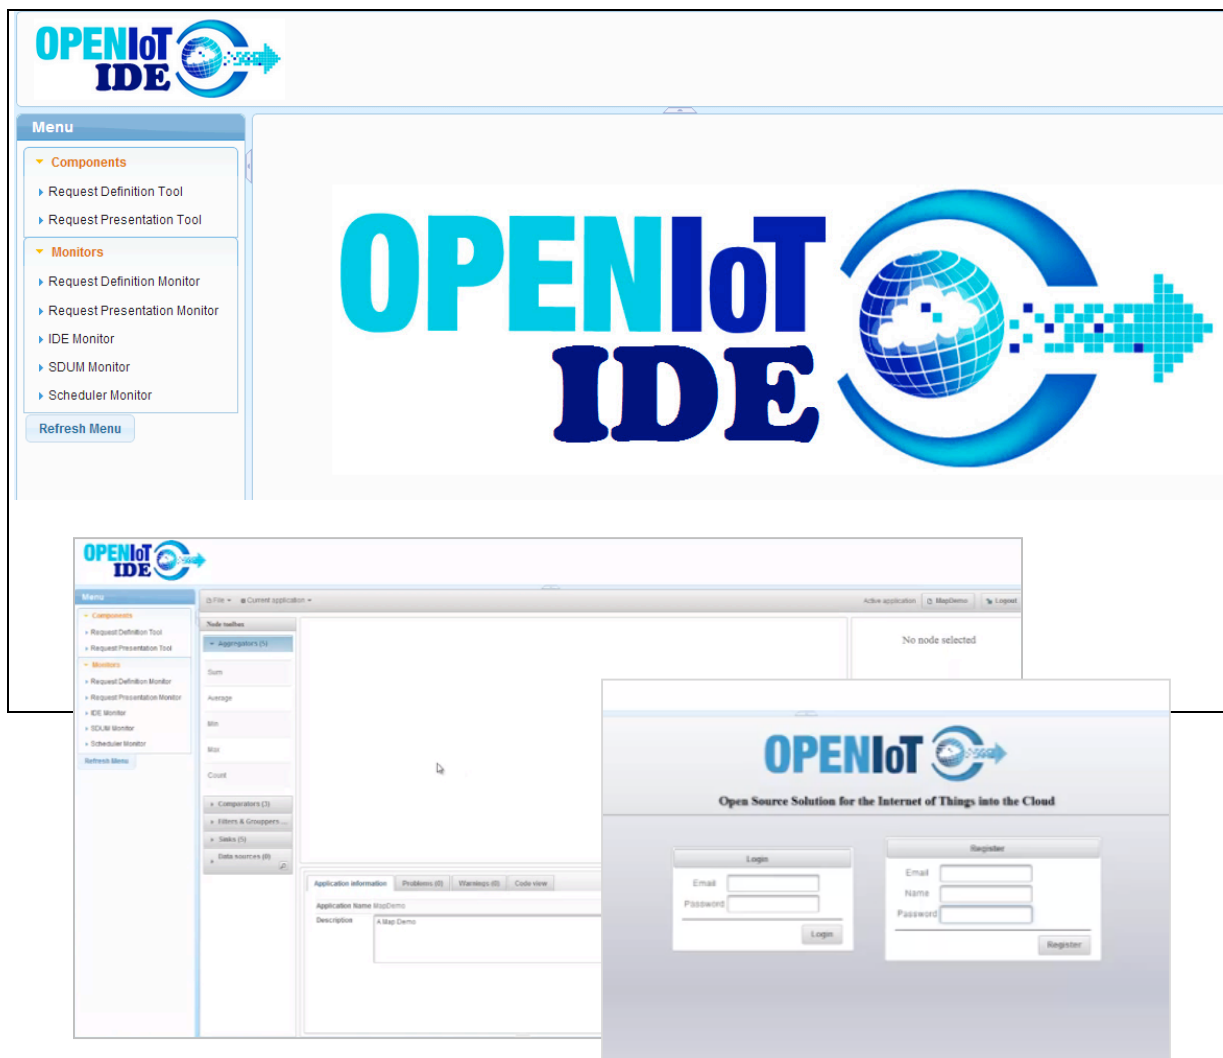 OPENIoT
IDE
Menu
Components
Request Definition Tool
Request Presentation Tool
Monitors
Request Definition Monitor
Request Presentation Monitor
IDE Monitor
SDUM Monitor
Scheduler Monitor
Refresh Menu
OPENIoT
IDE
OPENIoT
IDE
Menu
Components
Request Definition Tool
Request Presentation Tool
Monitors
Request Definition Monitor
Request Presentation Monitor
IDE Monitor
SDUM Monitor
Scheduler Monitor
Refresh Menu
File Current application Active application MapDemo Logout
Node toolbox
Aggregators (5)
Sum
Average
Min
Max
Count
Comparators (3)
Filters & Grouppers ...
Sinks (5)
Data sources (0)
No node selected
Application information Problems (0) Warnings (0) Code view
Application Name MapDemo
Description A Map Demo
OPENIoT
Open Source Solution for the Internet of Things into the Cloud
Login
Email
Password
Login
Register
Email
Name
Password
Register